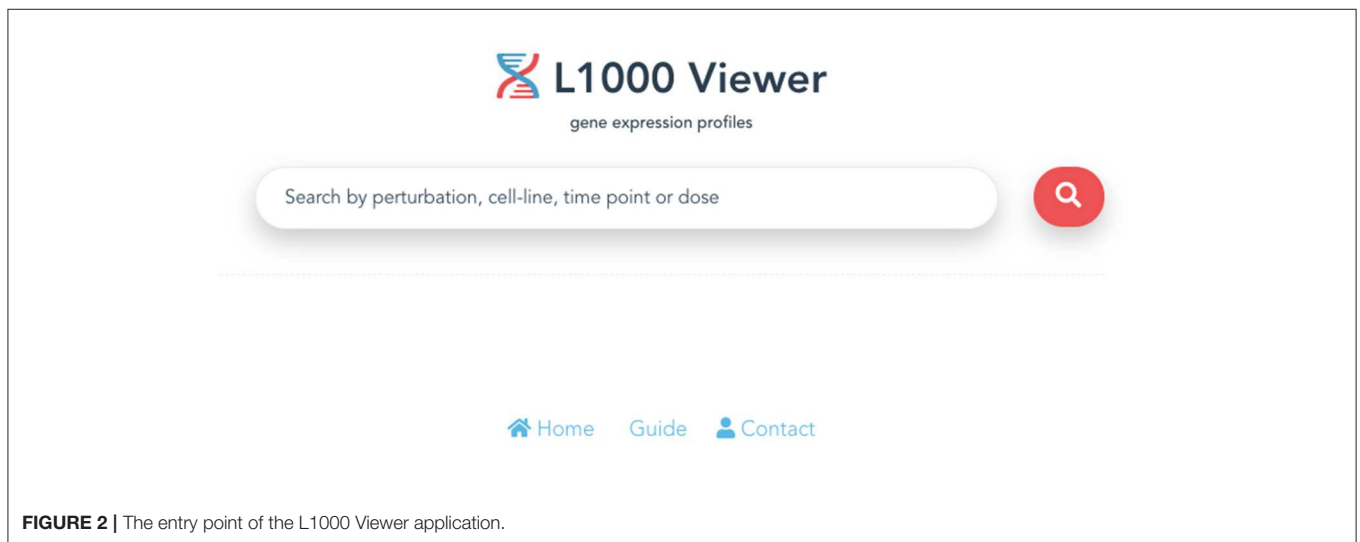 L1000 Viewer
gene expression profiles
Search by perturbation, cell-line, time point or dose
Home Guide Contact
FIGURE 2 | The entry point of the L1000 Viewer application.